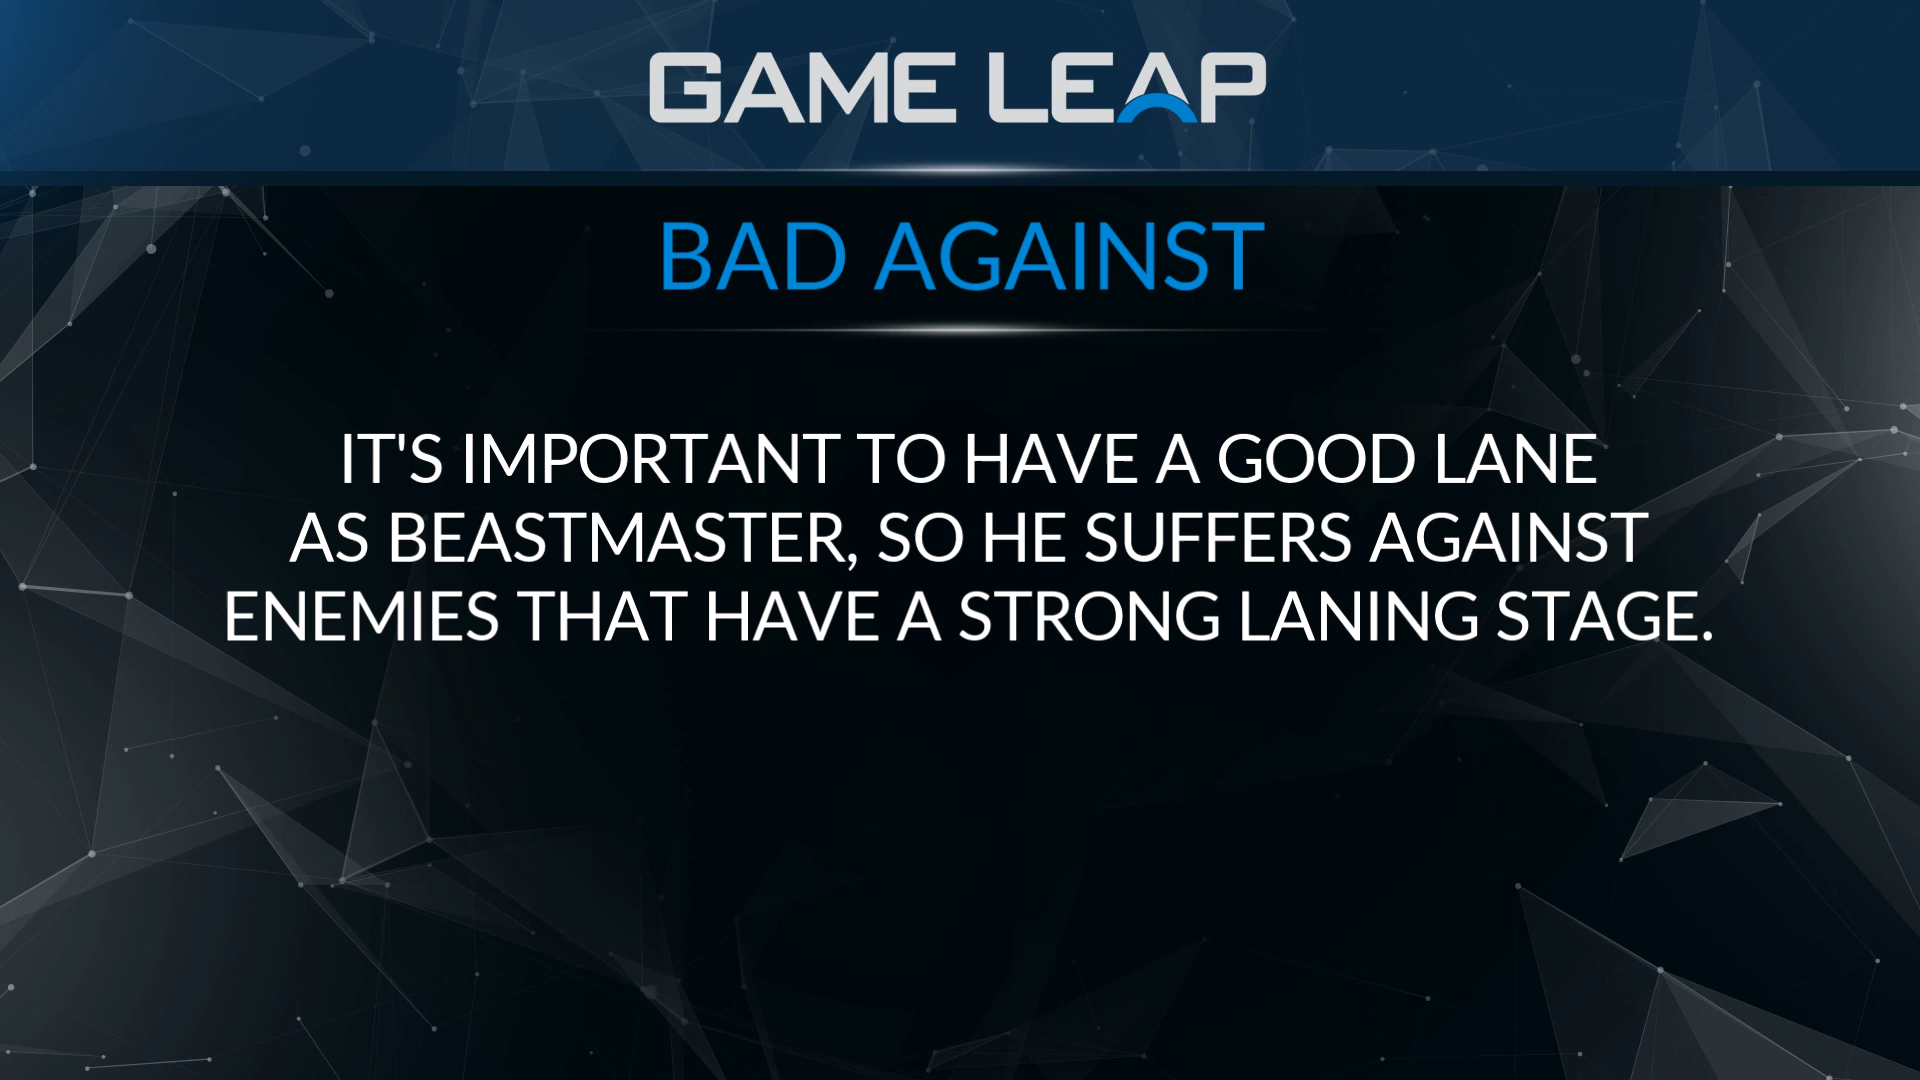 GAME LEAP
BAD AGAINST
IT'S IMPORTANT TO HAVE A GOOD LANE
AS BEASTMASTER, SO HE SUFFERS AGAINST
ENEMIES THAT HAVE A STRONG LANING STAGE.